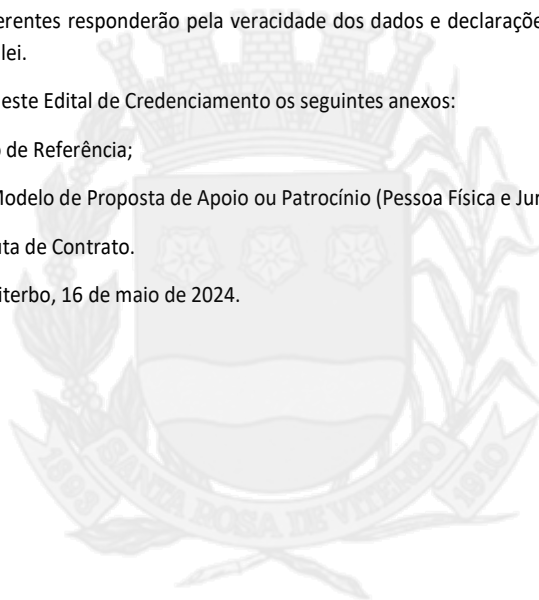 erentes responderão pela veracidade dos dados e declaraçõe
lei.
este Edital de Credenciamento os seguintes anexos:
o de Referência;
Modelo de Proposta de Apoio ou Patrocínio (Pessoa Física e Jur
uta de Contrato.
iterbo, 16 de maio de 2024.
1893 SANTA ROSA DE VITERBO 1910